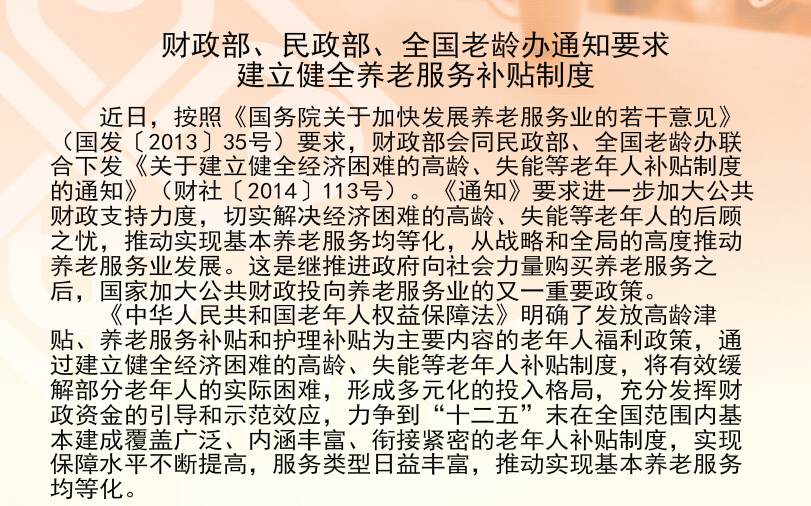 财政部、民政部、全国老龄办通知要求
建立健全养老服务补贴制度
近日，按照《国务院关于加快发展养老服务业的若干意见》
（国发〔2013〕35号）要求，财政部会同民政部、全国老龄办联
合下发《关于建立健全经济困难的高龄、失能等老年人补贴制度
的通知》（财社〔2014〕113号）。《通知》要求进一步加大公共
财政支持力度，切实解决经济困难的高龄、失能等老年人的后顾
之忧，推动实现基本养老服务均等化，从战略和全局的高度推动
养老服务业发展。这是继推进政府向社会力量购买养老服务之
后，国家加大公共财政投向养老服务业的又一重要政策。
《中华人民共和国老年人权益保障法》明确了发放高龄津
贴、养老服务补贴和护理补贴为主要内容的老年人福利政策，通
过建立健全经济困难的高龄、失能等老年人补贴制度，将有效缓
解部分老年人的实际困难，形成多元化的投入格局，充分发挥财
政资金的引导和示范效应，力争到“十二五”末在全国范围内基
本建成覆盖广泛、内涵丰富、衔接紧密的老年人补贴制度，实现
保障水平不断提高，服务类型日益丰富，推动实现基本养老服务
均等化。